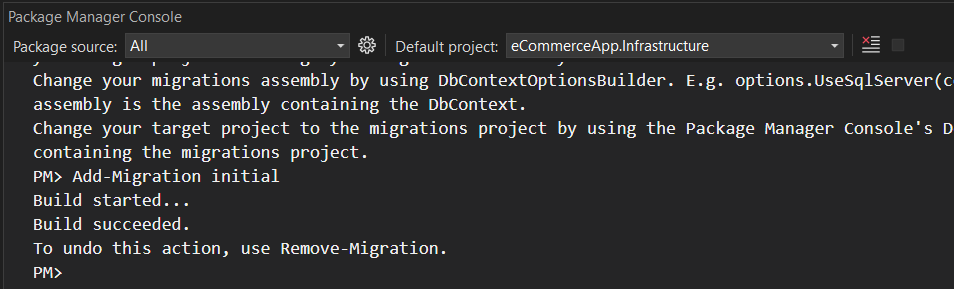 Package Manager Console
Package source: All Default project: eCommerceApp.Infrastructure
Change your migrations assembly by using DbContextOptionsBuilder. E.g. options.UseSqlServer(c
assembly is the assembly containing the DbContext.
Change your target project to the migrations project by using the Package Manager Console's D
containing the migrations project.
PM> Add-Migration initial
Build started...
Build succeeded.
To undo this action, use Remove-Migration.
PM>